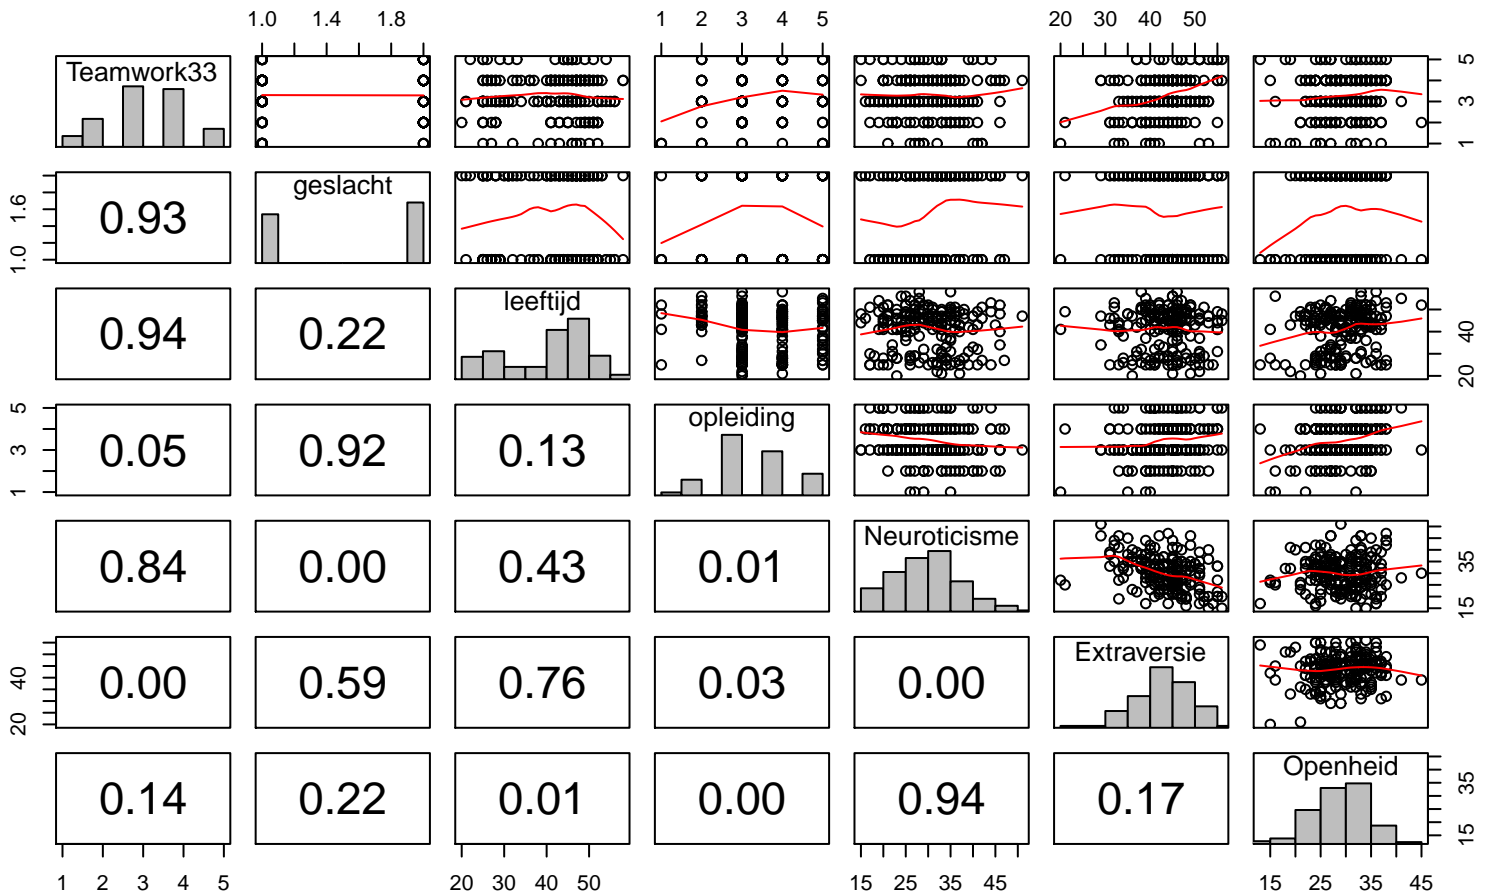 1.0 1.4 1.8 1 2 3 4 5 20 30 40 50
Teamwork33 1 3 5
1.0 1.6 0.93 geslacht
0.94 0.22 leeftijd 20 40
1 3 5 0.05 0.92 0.13 opleiding
0.84 0.00 0.43 0.01 Neuroticisme 15 35
20 40 0.00 0.59 0.76 0.03 0.00 Extraversie
0.14 0.22 0.01 0.00 0.94 0.17 Openheid 15 35
1 2 3 4 5 20 30 40 50 15 25 35 45 15 25 35 45